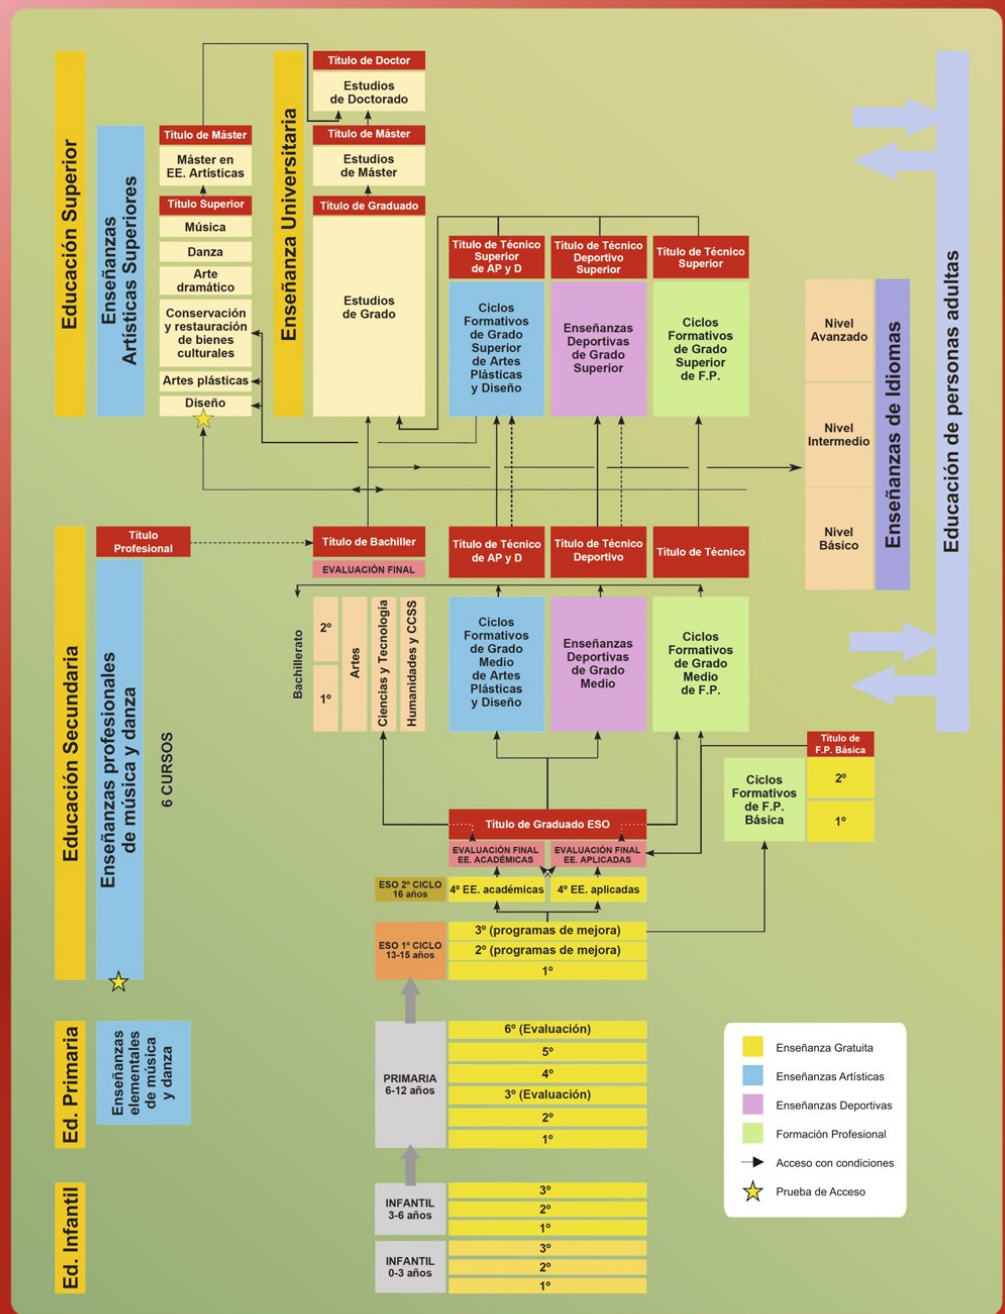 Educación Superior
Enseñanzas
Artísticas Superiores
Título de Máster
Máster en
EE. Artísticas
Título Superior
Música
Danza
Arte
dramático
Conservación
y restauración
de bienes
culturales
Artes plásticas
Diseño
Enseñanza Universitaria
Título de Doctor
Estudios
de Doctorado
Título de Máster
Estudios
de Máster
Título de Graduado
Estudios
de Grado
Título de Técnico
Superior
de AP y D
Ciclos
Formativos
de Grado
Superior
de Artes
Plásticas
y Diseño
Título de Técnico
Deportivo
Superior
Enseñanzas
Deportivas
de Grado
Superior
Título de Técnico
Superior
Ciclos
Formativos
de Grado
Superior
de F.P.
Nivel
Avanzado
Nivel
Intermedio
Nivel
Básico
Enseñanzas de Idiomas
Educación de personas adultas
Educación Secundaria
Título
Profesional
Enseñanzas profesionales
de música y danza
6 CURSOS
Título de Bachiller
EVALUACIÓN FINAL
Bachillerato
2º
1º
Artes
Ciencias y Tecnología
Humanidades y CCSS
Título de Técnico
de AP y D
Ciclos
Formativos
de Grado
Medio
de Artes
Plásticas
y Diseño
Título de Técnico
Deportivo
Enseñanzas
Deportivas
de Grado
Medio
Título de Técnico
Ciclos
Formativos
de Grado
Medio
de F.P.
Título de
F.P. Básica
Ciclos
Formativos
de F.P.
Básica
2º
1º
Título de Graduado ESO
EVALUACIÓN FINAL
EE. ACADÉMICAS
EVALUACIÓN FINAL
EE. APLICADAS
ESO 2º CICLO
16 años
4º EE. académicas
4º EE. aplicadas
ESO 1º CICLO
13-15 años
3º (programas de mejora)
2º (programas de mejora)
1º
Ed. Primaria
Enseñanzas
elementales
de música
y danza
PRIMARIA
6-12 años
6º (Evaluación)
5º
4º
3º (Evaluación)
2º
1º
Ed. Infantil
INFANTIL
3-6 años
3º
2º
1º
INFANTIL
0-3 años
3º
2º
1º
Enseñanza Gratuita
Enseñanzas Artísticas
Enseñanzas Deportivas
Formación Profesional
Acceso con condiciones
Prueba de Acceso